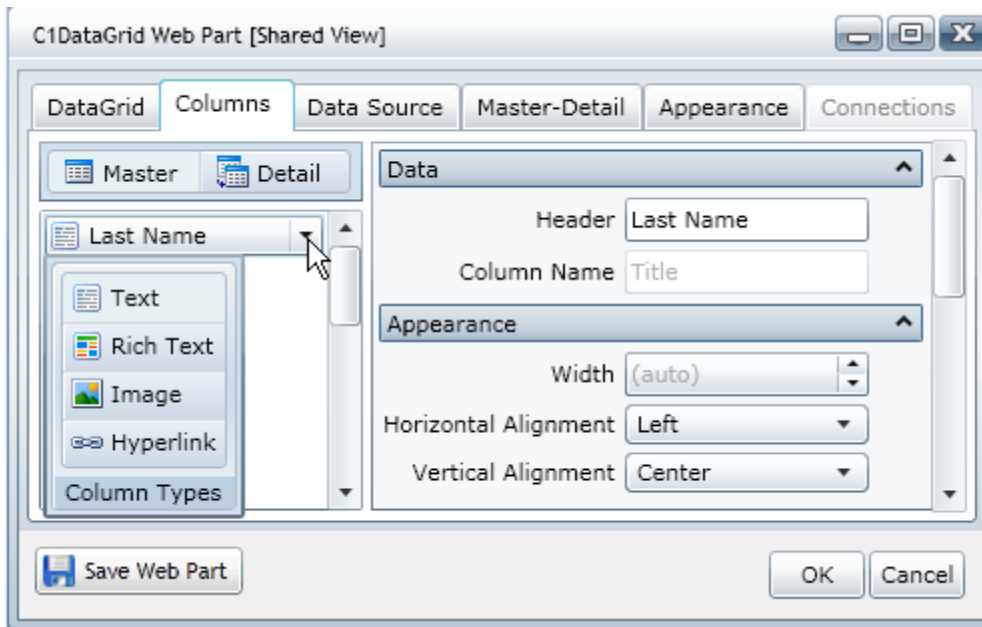 C1DataGrid Web Part [Shared View]
DataGrid Columns Data Source Master-Detail Appearance Connections
Master Detail
Last Name
Text
Rich Text
Image
Hyperlink
Column Types
Data
Header Last Name
Column Name Title
Appearance
Width (auto)
Horizontal Alignment Left
Vertical Alignment Center
Save Web Part
OK Cancel